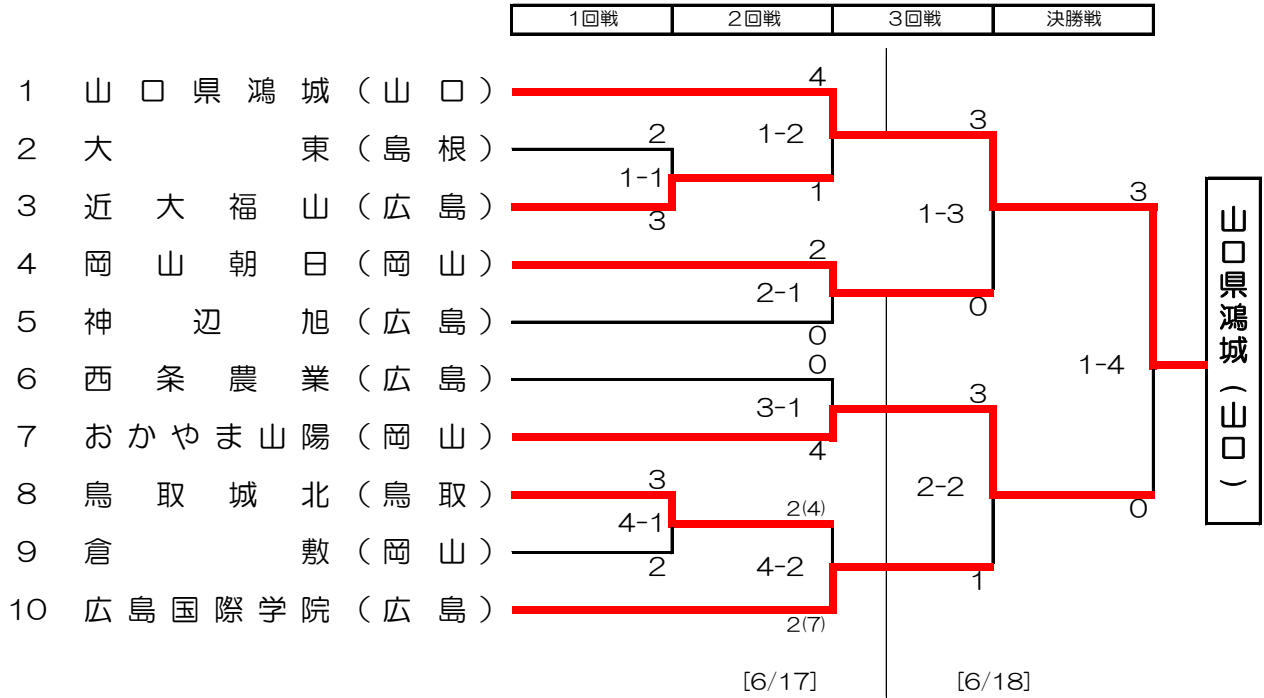 1回戦 2回戦 3回戦 決勝戦
1 山口県鴻城(山口) 4
2 大東(島根) 2 1-2 3
1-1
3 近大福山(広島) 3 1 1-3 3
4 岡山朝日(岡山) 2
2-1 0
5 神辺旭(広島) 0
1-4
6 西条農業(広島) 0
3-1 3
7 おかやま山陽(岡山) 4
8 鳥取城北(鳥取) 3 2(4) 2-2 0
4-1
9 倉敷(岡山) 2 4-2 1
10 広島国際学院(広島) 2(7)
山口県鴻城(山口)
[6/17] [6/18]